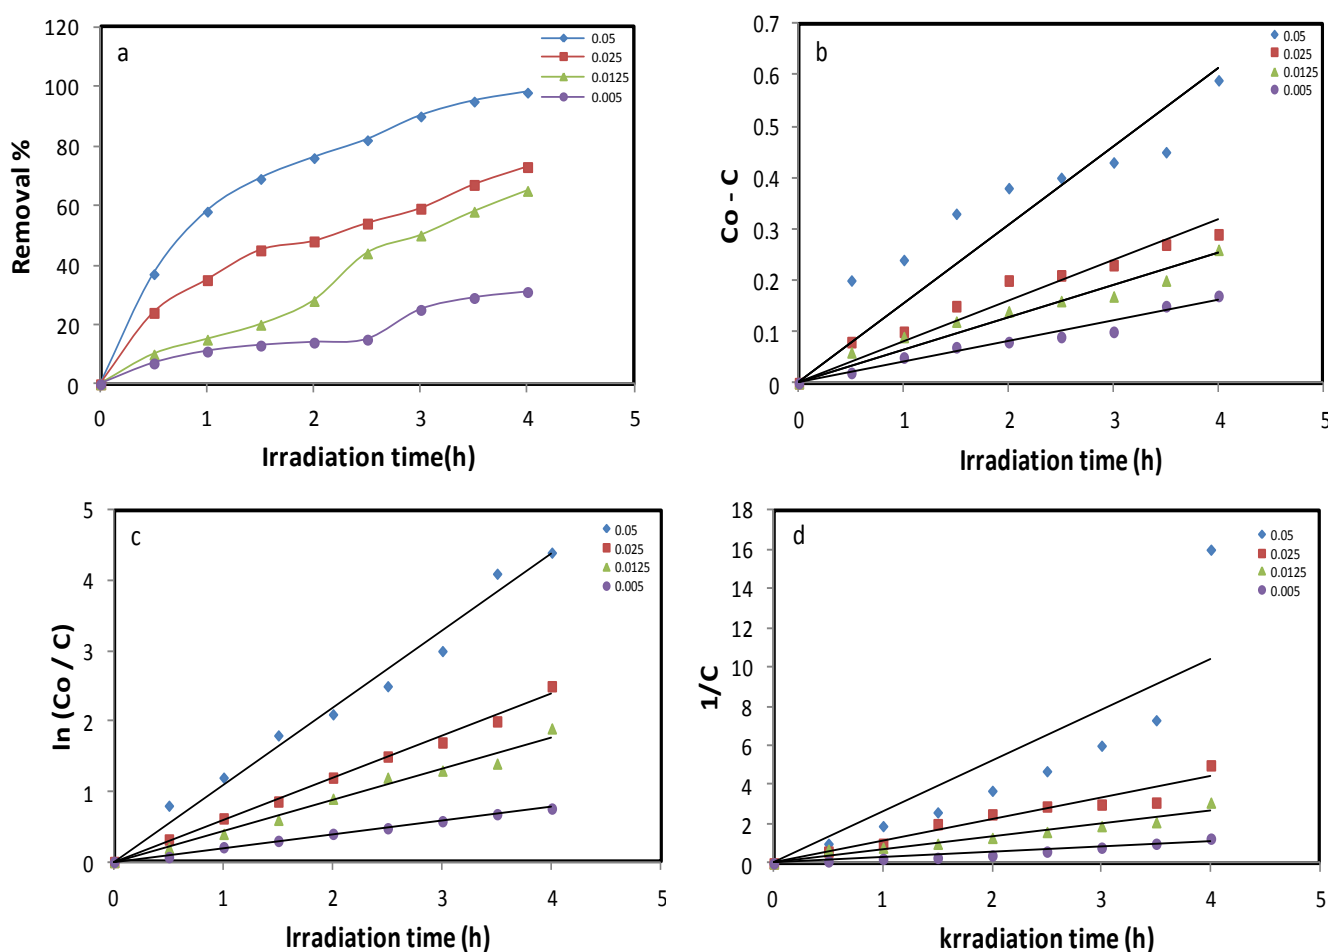 120
100
80
60
40
20
0
0 1 2 3 4 5
Removal %
Irradiation time(h)
a
0.05
0.025
0.0125
0.005
0.7
0.6
0.5
0.4
0.3
0.2
0.1
0
0 1 2 3 4 5
Co - C
Irradiation time (h)
b
0.05
0.025
0.0125
0.005
5
4
3
2
1
0
0 1 2 3 4 5
ln (Co / C)
Irradiation time (h)
c
0.05
0.025
0.0125
0.005
18
16
14
12
10
8
6
4
2
0
0 1 2 3 4 5
1/C
krradiation time (h)
d
0.05
0.025
0.0125
0.005